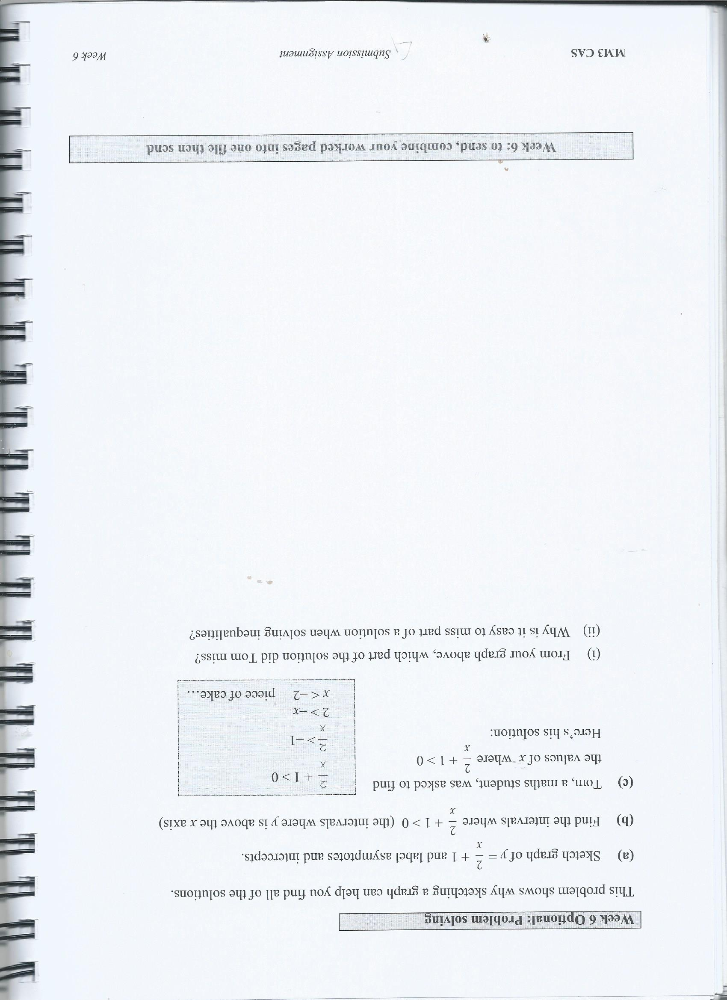 Week 6 Optional: Problem solving
This problem shows why sketching a graph can help you find all of the solutions.
(a) Sketch graph of y = 2/x + 1 and label asymptotes and intercepts.
(b) Find the intervals where 2/x + 1 > 0 (the intervals where y is above the x axis)
(c) Tom, a maths student, was asked to find
the values of x where 2/x + 1 > 0
Here's his solution:
2/x + 1 > 0
2/x > –1
2 > –x
x < –2 piece of cake…
(i) From your graph above, which part of the solution did Tom miss?
(ii) Why is it easy to miss part of a solution when solving inequalities?
Week 6: to send, combine your worked pages into one file then send
MM3 CAS Submission Assignment Week 6